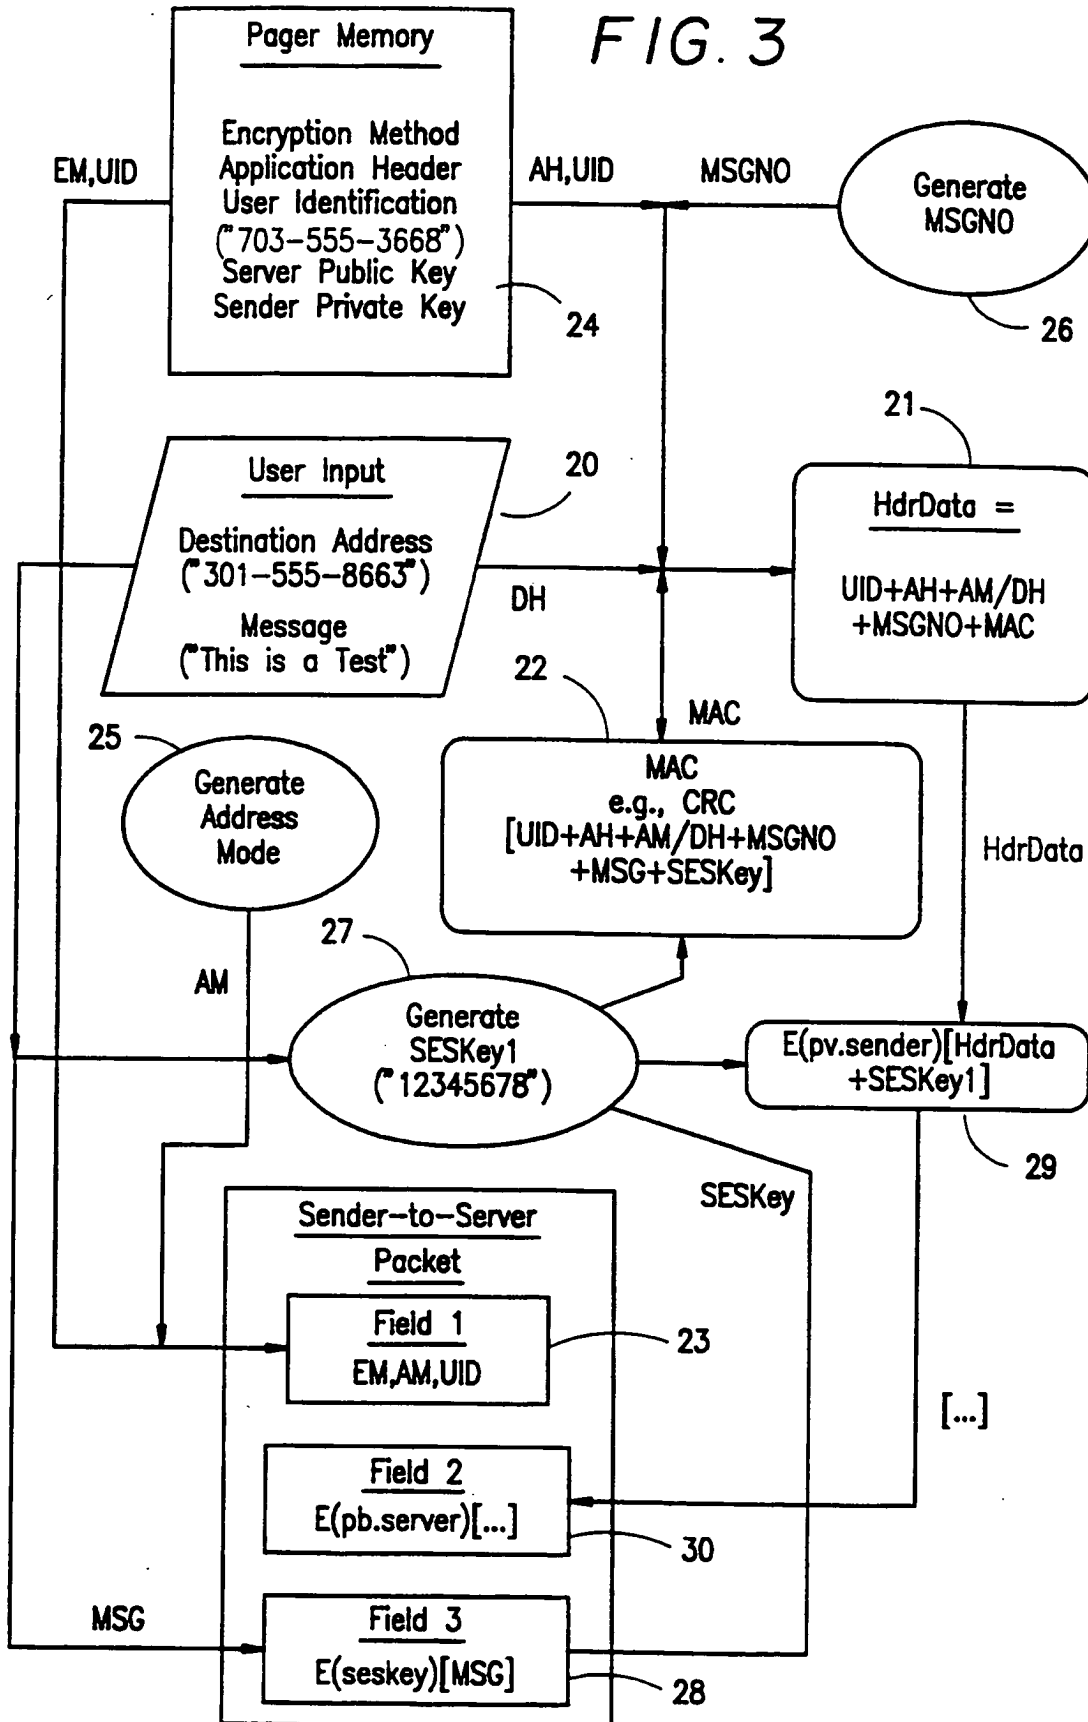 FIG. 3
Pager Memory
Encryption Method
Application Header
User Identification
("703-555-3668")
Server Public Key
Sender Private Key
24
EM,UID
AH,UID
MSGNO
Generate
MSGNO
26
User Input
Destination Address
("301-555-8663")
Message
("This is a Test")
20
DH
21
HdrData =
UID+AH+AM/DH
+MSGNO+MAC
22
MAC
MAC
e.g., CRC
[UID+AH+AM/DH+MSGNO
+MSG+SESKey]
HdrData
25
Generate
Address
Mode
AM
27
Generate
SESKey1
("12345678")
E(pv.sender)[HdrData
+SESKey1]
29
SESKey
Sender-to-Server
Packet
Field 1
EM,AM,UID
23
[...]
Field 2
E(pb.server)[...]
30
MSG
Field 3
E(seskey)[MSG]
28